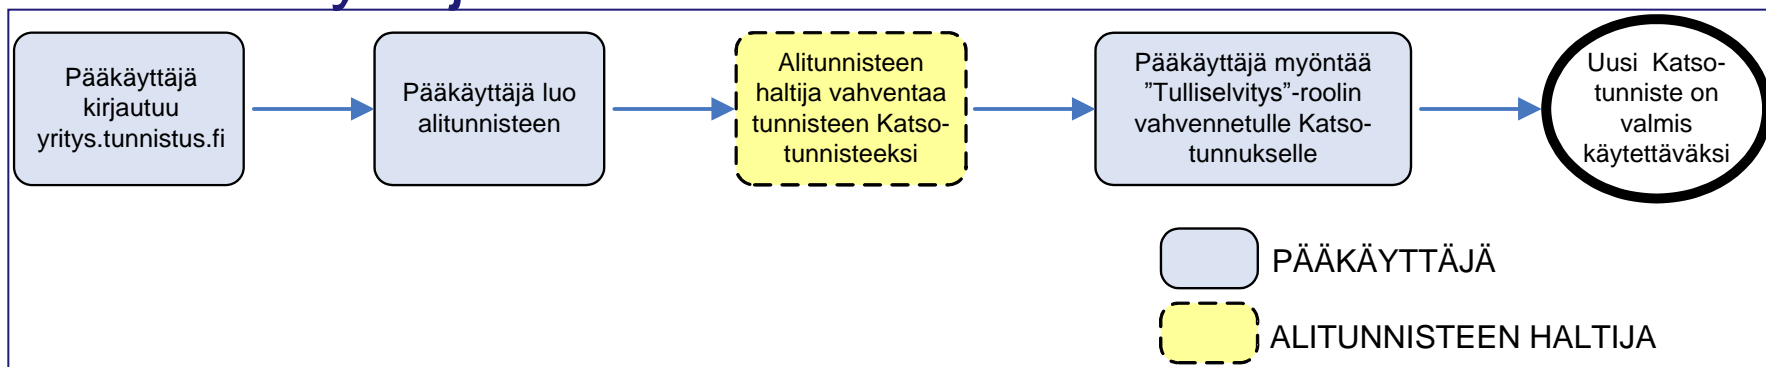 Pääkäyttäjä
kirjautuu
yritys.tunnistus.fi
Pääkäyttäjä luo
alitunnisteen
Alitunnisteen
haltija vahventaa
tunnisteen Katso-
tunnisteeksi
Pääkäyttäjä myöntää
”Tulliselvitys”-roolin
vahvennetulle Katso-
tunnukselle
Uusi Katso-
tunniste on
valmis
käytettäväksi
PÄÄKÄYTTÄJÄ
ALITUNNISTEEN HALTIJA